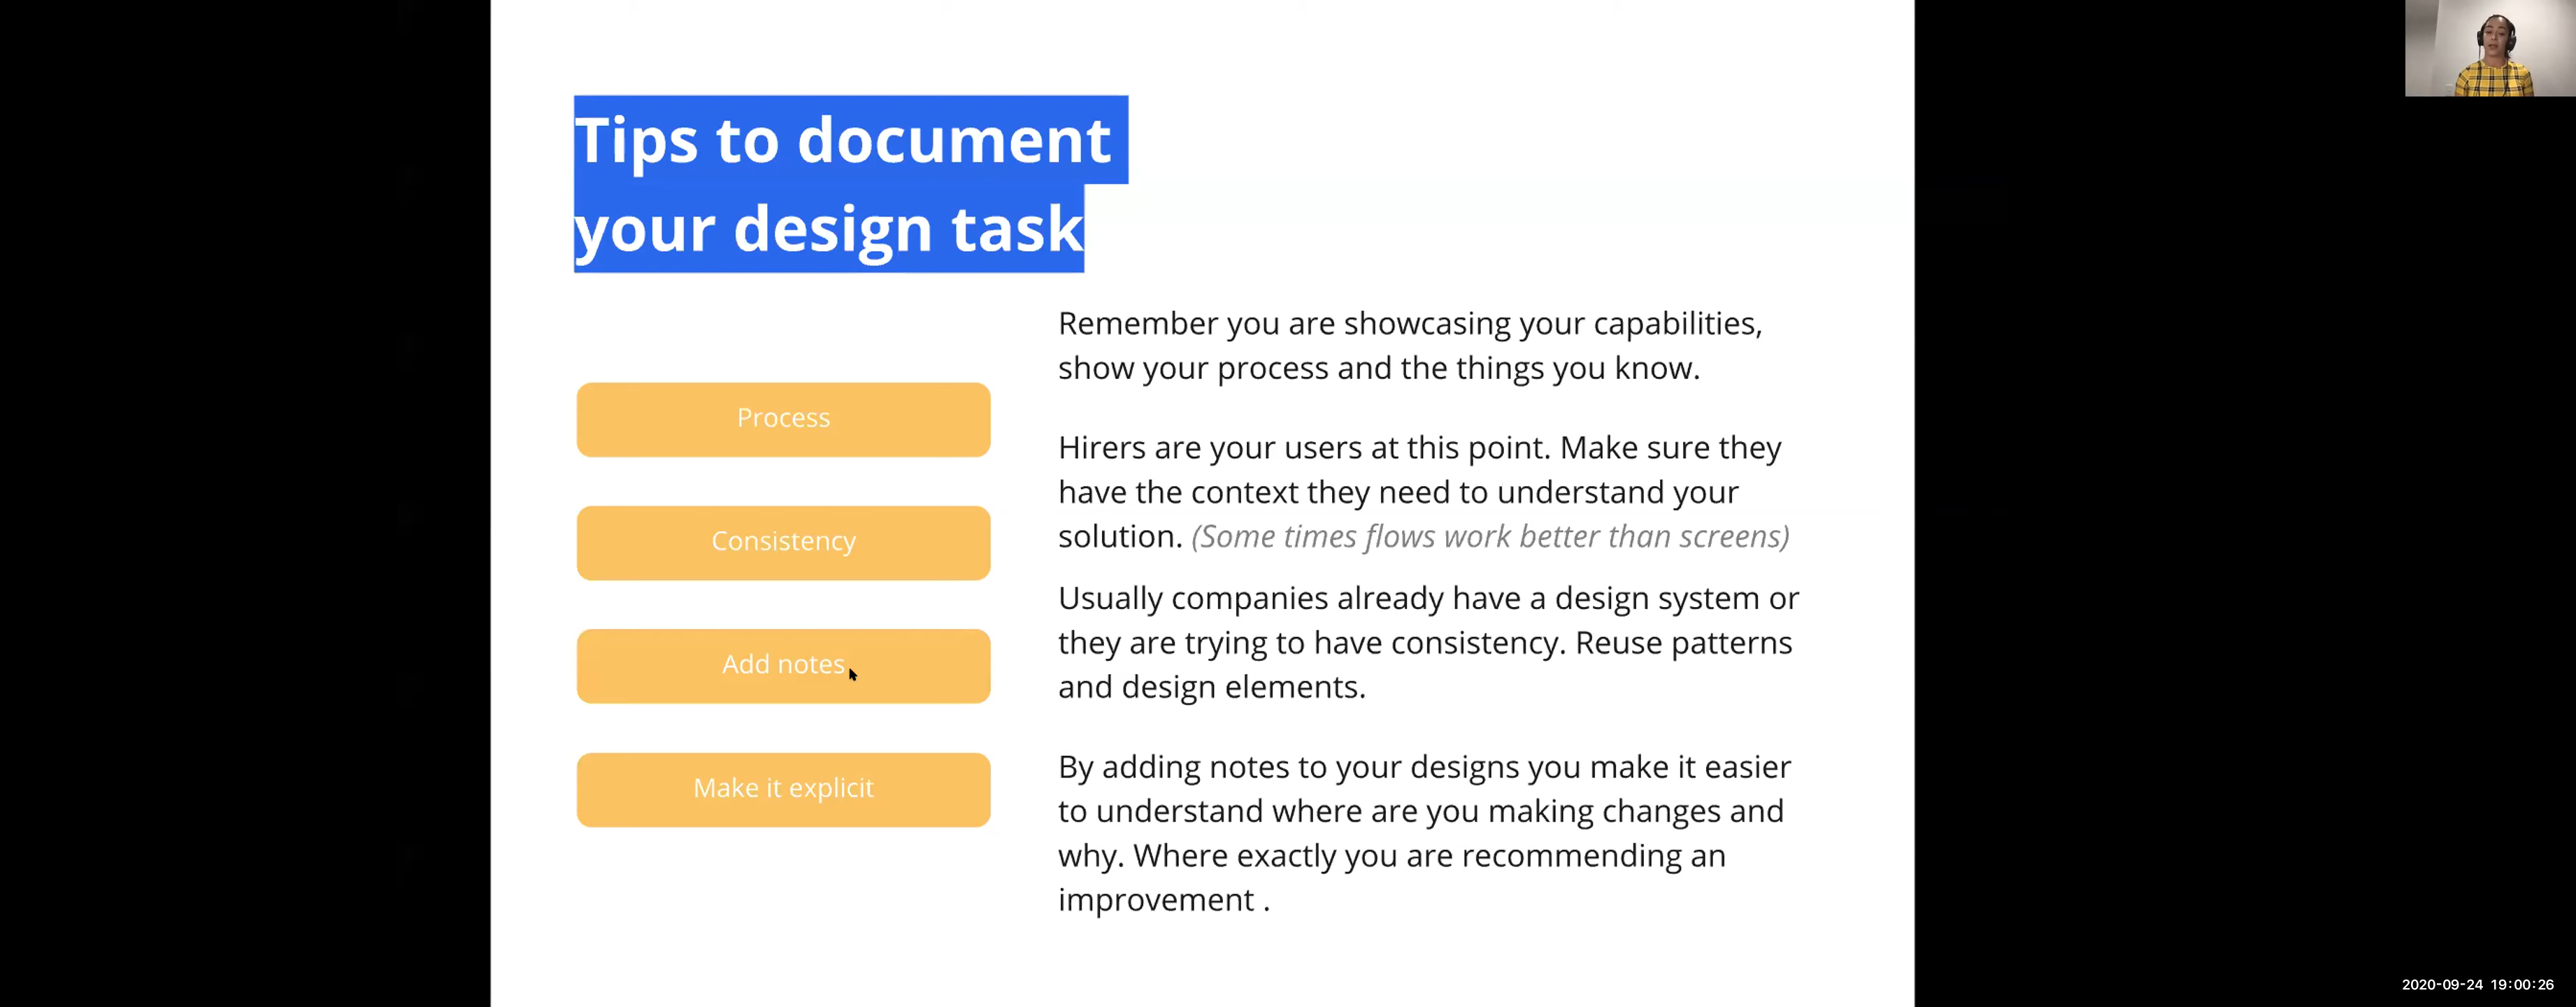 Tips to document
your design task
Process
Consistency
Add notes
Make it explicit
Remember you are showcasing your capabilities,
show your process and the things you know.
Hirers are your users at this point. Make sure they
have the context they need to understand your
solution. (Some times flows work better than screens)
Usually companies already have a design system or
they are trying to have consistency. Reuse patterns
and design elements.
By adding notes to your designs you make it easier
to understand where are you making changes and
why. Where exactly you are recommending an
improvement .
2020-09-24 19:00:26